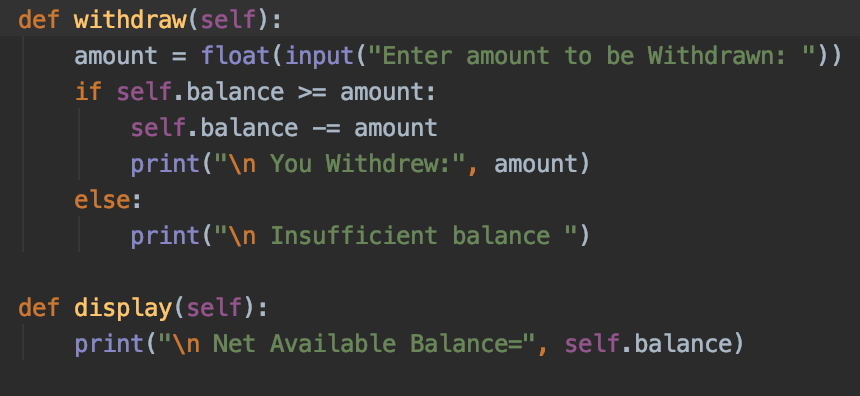 def withdraw(self):
    amount = float(input("Enter amount to be Withdrawn: "))
    if self.balance >= amount:
        self.balance -= amount
        print("\n You Withdrew:", amount)
    else:
        print("\n Insufficient balance ")

def display(self):
    print("\n Net Available Balance=", self.balance)